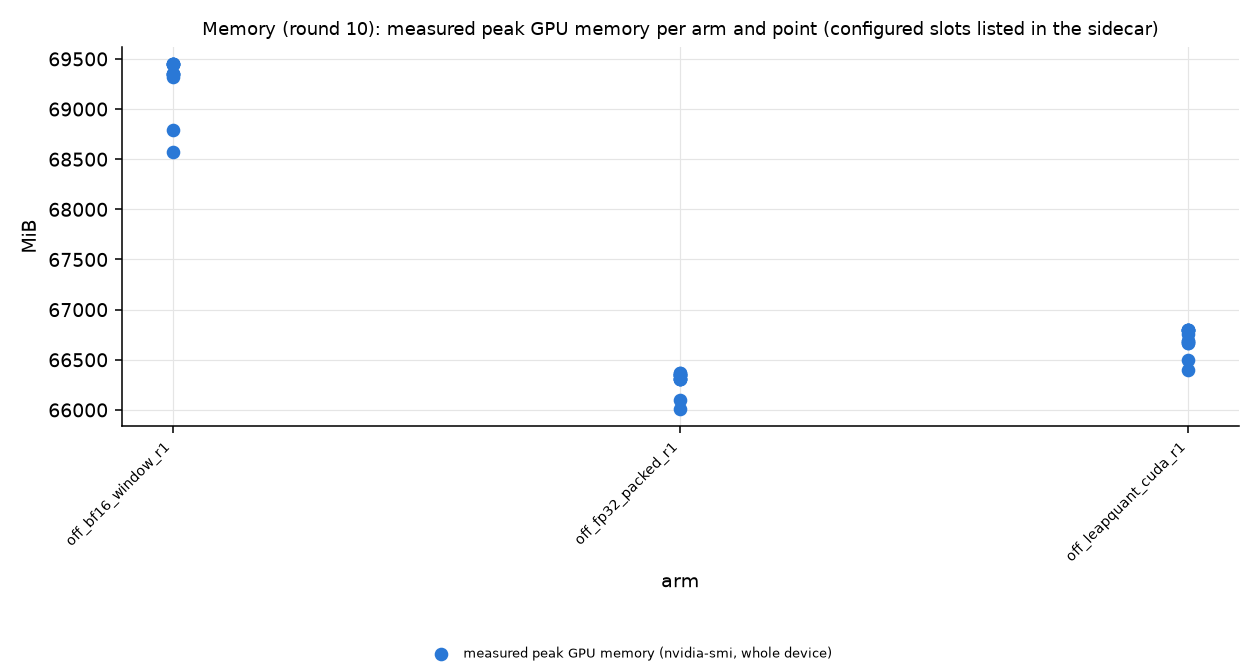 Memory (round 10): measured peak GPU memory per arm and point (configured slots listed in the sidecar)
69500
69000
68500
68000
67500
67000
66500
66000
MiB
off_bf16_window_r1
off_fp32_packed_r1
off_leapquant_cuda_r1
arm
measured peak GPU memory (nvidia-smi, whole device)